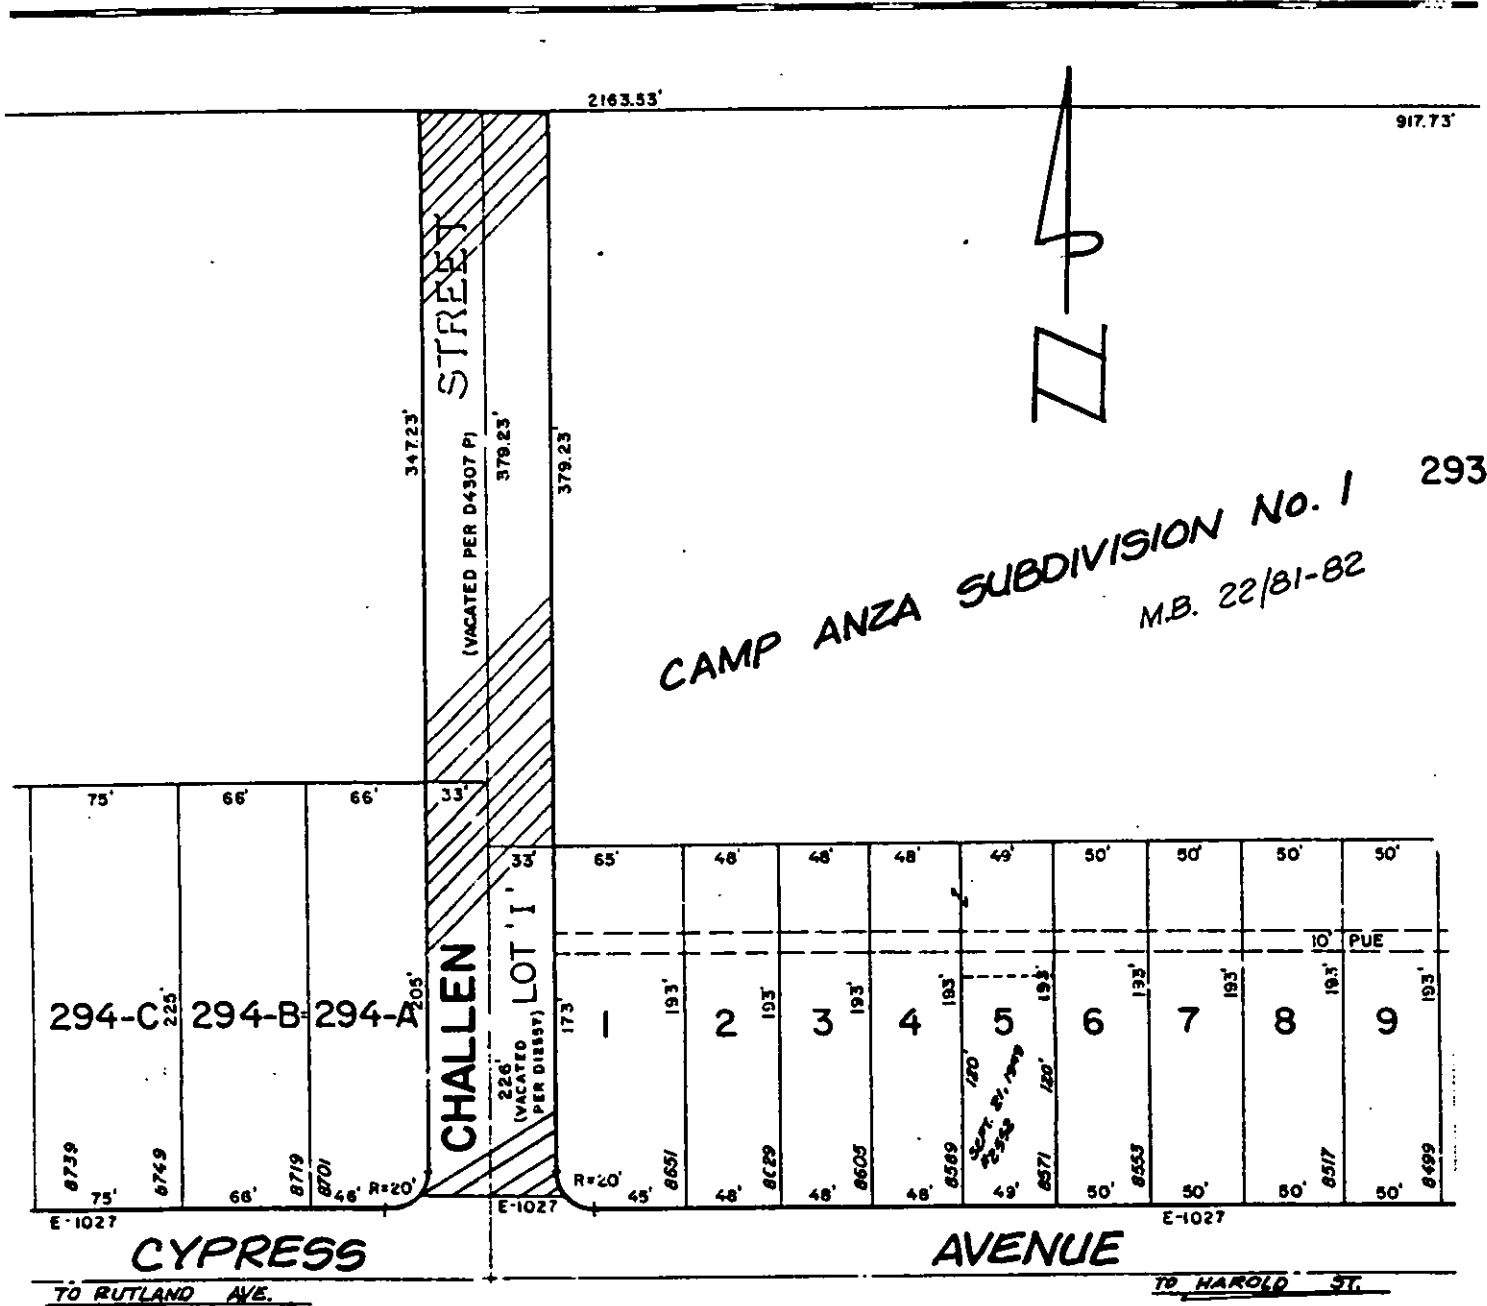 2163.53'
917.73'
STREET
N
347.23'
(VACATED PER D4307 P)
379.23'
379.23'
293
CAMP ANZA SUBDIVISION No. 1
M.B. 22/81-82
75' 66' 66' 33'
33' 65' 48' 48' 48' 49' 50' 50' 50' 50'
10' PUE
CHALLEN
LOT 'I'
226'
(VACATED
PER D12557)
294-C 225' 294-B 294-A 205'
173' 1 193' 2 193' 3 193' 4 193' 5 193' 6 193' 7 193' 8 193' 9 193'
120' 120'
SEPT. 21, 1949
8739 8749 8719 8701
8651 8629 8605 8589 8571 8553 8517 8499
75' 66' 46' R=20'
R=20' 45' 48' 48' 48' 49' 50' 50' 50' 50'
E-1027 E-1027 E-1027
CYPRESS AVENUE
TO RUTLAND AVE. TO HAROLD ST.